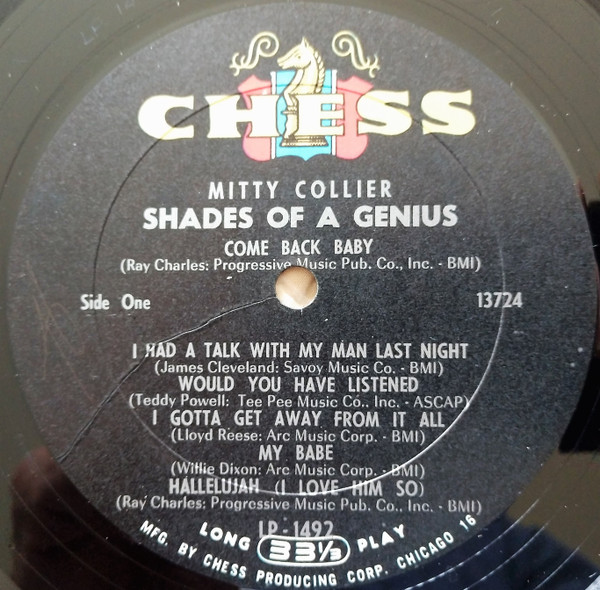 CHESS
MITTY COLLIER
SHADES OF A GENIUS
COME BACK BABY
(Ray Charles: Progressive Music Pub. Co., Inc. - BMI)
Side One
13724
I HAD A TALK WITH MY MAN LAST NIGHT
(James Cleveland: Savoy Music Co. - BMI)
WOULD YOU HAVE LISTENED
(Teddy Powell: Tee Pee Music Co., Inc. - ASCAP)
I GOTTA GET AWAY FROM IT ALL
(Lloyd Reese: Arc Music Corp. - BMI)
MY BABE
(Willie Dixon: Arc Music Corp. - BMI)
HALLELUJAH (I LOVE HIM SO)
(Ray Charles: Progressive Music Pub. Co., Inc. - BMI)
LP-1492
LONG 33⅓ PLAY
MFG. BY CHESS PRODUCING CORP. CHICAGO 16